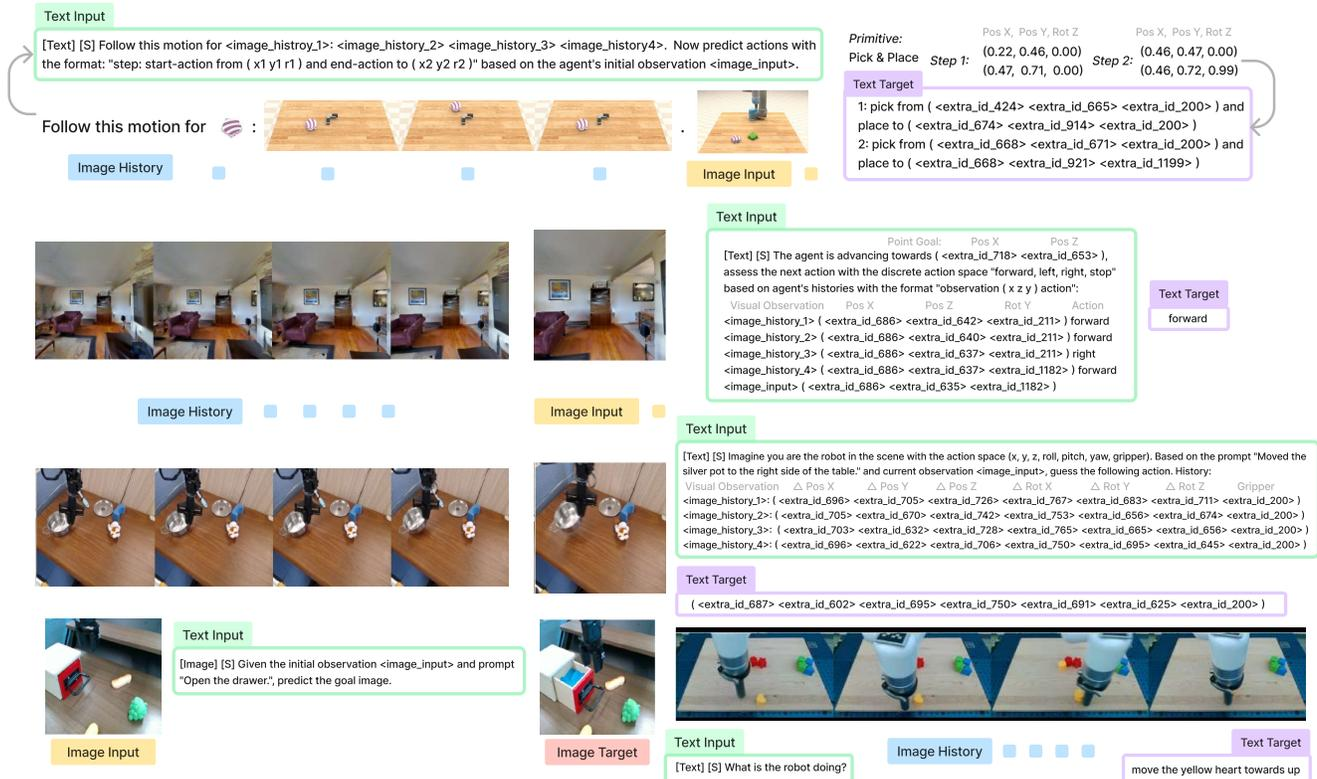 Text Input
[Text] [S] Follow this motion for <image_histroy_1>: <image_history_2> <image_history_3> <image_history4>. Now predict actions with
the format: "step: start-action from ( x1 y1 r1 ) and end-action to ( x2 y2 r2 )" based on the agent's initial observation <image_input>.
Follow this motion for :
.
Image History
Image Input
Primitive:
Pick & Place
Pos X, Pos Y, Rot Z
Step 1:
(0.22, 0.46, 0.00)
(0.47, 0.71, 0.00)
Pos X, Pos Y, Rot Z
Step 2:
(0.46, 0.47, 0.00)
(0.46, 0.72, 0.99)
Text Target
1: pick from ( <extra_id_424> <extra_id_665> <extra_id_200> ) and
place to ( <extra_id_674> <extra_id_914> <extra_id_200> )
2: pick from ( <extra_id_668> <extra_id_671> <extra_id_200> ) and
place to ( <extra_id_668> <extra_id_921> <extra_id_1199> )
Image History
Image Input
Text Input
Point Goal: Pos X Pos Z
[Text] [S] The agent is advancing towards ( <extra_id_718> <extra_id_653> ),
assess the next action with the discrete action space "forward, left, right, stop"
based on agent's histories with the format "observation ( x z y ) action":
Visual Observation Pos X Pos Z Rot Y Action
<image_history_1> ( <extra_id_686> <extra_id_642> <extra_id_211> ) forward
<image_history_2> ( <extra_id_686> <extra_id_640> <extra_id_211> ) forward
<image_history_3> ( <extra_id_686> <extra_id_637> <extra_id_211> ) right
<image_history_4> ( <extra_id_686> <extra_id_637> <extra_id_1182> ) forward
<image_input> ( <extra_id_686> <extra_id_635> <extra_id_1182> )
Text Target
forward
Text Input
[Text] [S] Imagine you are the robot in the scene with the action space (x, y, z, roll, pitch, yaw, gripper). Based on the prompt "Moved the
silver pot to the right side of the table." and current observation <image_input>, guess the following action. History:
Visual Observation △ Pos X △ Pos Y △ Pos Z △ Rot X △ Rot Y △ Rot Z Gripper
<image_history_1>: ( <extra_id_696> <extra_id_705> <extra_id_726> <extra_id_767> <extra_id_683> <extra_id_711> <extra_id_200> )
<image_history_2>: ( <extra_id_705> <extra_id_670> <extra_id_742> <extra_id_753> <extra_id_656> <extra_id_674> <extra_id_200> )
<image_history_3>: ( <extra_id_703> <extra_id_632> <extra_id_728> <extra_id_765> <extra_id_665> <extra_id_656> <extra_id_200> )
<image_history_4>: ( <extra_id_696> <extra_id_622> <extra_id_706> <extra_id_750> <extra_id_695> <extra_id_645> <extra_id_200> )
Text Target
( <extra_id_687> <extra_id_602> <extra_id_695> <extra_id_750> <extra_id_691> <extra_id_625> <extra_id_200> )
Text Input
[Image] [S] Given the initial observation <image_input> and prompt
"Open the drawer.", predict the goal image.
Image Input
Image Target
Text Input
[Text] [S] What is the robot doing?
Image History
Text Target
move the yellow heart towards up